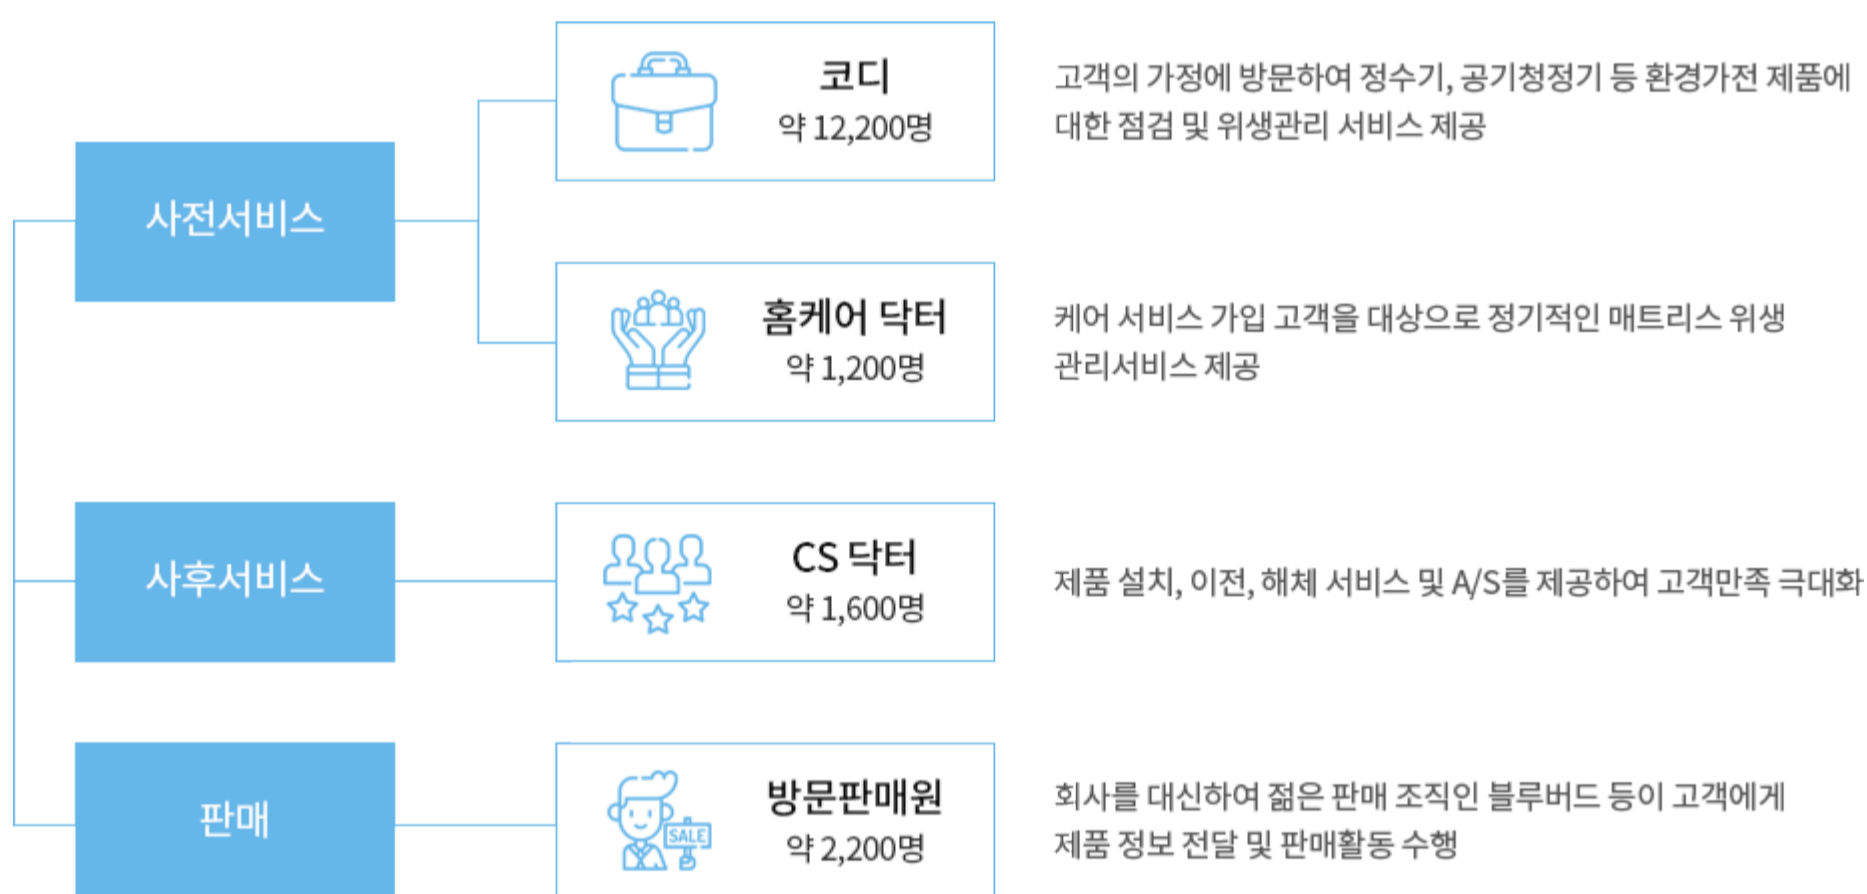 사전서비스
코디
약 12,200명
고객의 가정에 방문하여 정수기, 공기청정기 등 환경가전 제품에
대한 점검 및 위생관리 서비스 제공
홈케어 닥터
약 1,200명
케어 서비스 가입 고객을 대상으로 정기적인 매트리스 위생
관리서비스 제공
사후서비스
CS 닥터
약 1,600명
제품 설치, 이전, 해체 서비스 및 A/S를 제공하여 고객만족 극대화
판매
SALE
방문판매원
약 2,200명
회사를 대신하여 젊은 판매 조직인 블루버드 등이 고객에게
제품 정보 전달 및 판매활동 수행